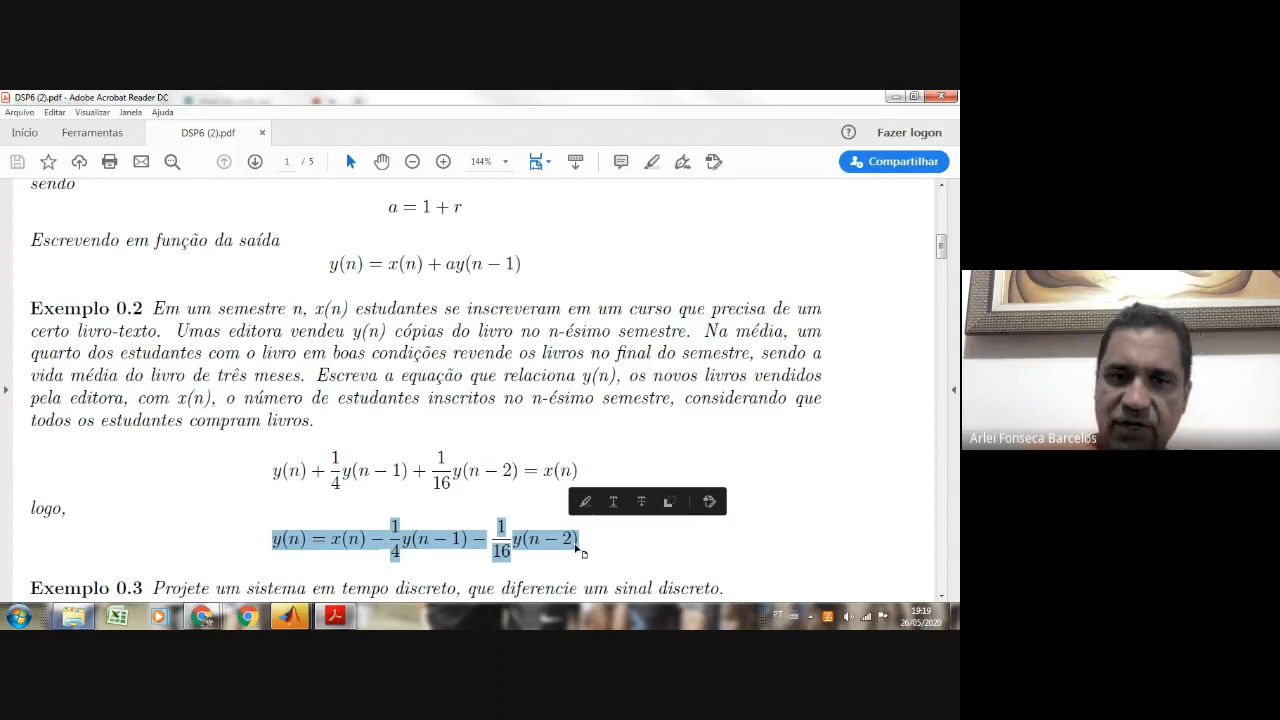 DSP6 (2).pdf - Adobe Acrobat Reader DC
Arquivo Editar Visualizar Janela Ajuda
Início Ferramentas DSP6 (2).pdf × Fazer logon
1 / 5 144% Compartilhar
sendo
a = 1 + r
Escrevendo em função da saída
y(n) = x(n) + ay(n − 1)
Exemplo 0.2 Em um semestre n, x(n) estudantes se inscreveram em um curso que precisa de um
certo livro-texto. Umas editora vendeu y(n) cópias do livro no n-ésimo semestre. Na média, um
quarto dos estudantes com o livro em boas condições revende os livros no final do semestre, sendo a
vida média do livro de três meses. Escreva a equação que relaciona y(n), os novos livros vendidos
pela editora, com x(n), o número de estudantes inscritos no n-ésimo semestre, considerando que
todos os estudantes compram livros.
y(n) + 1/4 y(n − 1) + 1/16 y(n − 2) = x(n)
logo,
y(n) = x(n) − 1/4 y(n − 1) − 1/16 y(n − 2)
Exemplo 0.3 Projete um sistema em tempo discreto, que diferencie um sinal discreto.
PT
19:19
26/05/2020
Arlei Fonseca Barcelos